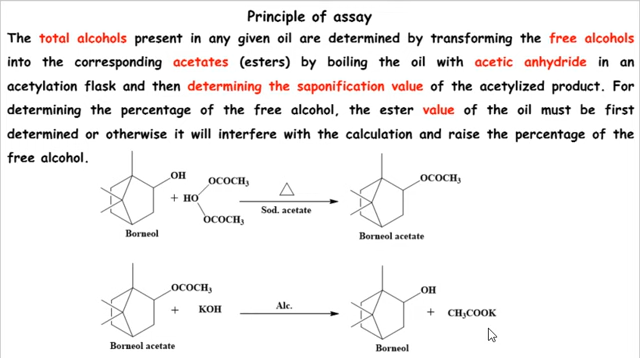 Principle of assay
The total alcohols present in any given oil are determined by transforming the free alcohols
into the corresponding acetates (esters) by boiling the oil with acetic anhydride in an
acetylation flask and then determining the saponification value of the acetylized product. For
determining the percentage of the free alcohol, the ester value of the oil must be first
determined or otherwise it will interfere with the calculation and raise the percentage of the
free alcohol.
OH
OCOCH3
+ HO
OCOCH3
Sod. acetate
OCOCH3
Borneol
Borneol acetate
OCOCH3
+ KOH
Alc.
OH
+ CH3COOK
Borneol acetate
Borneol